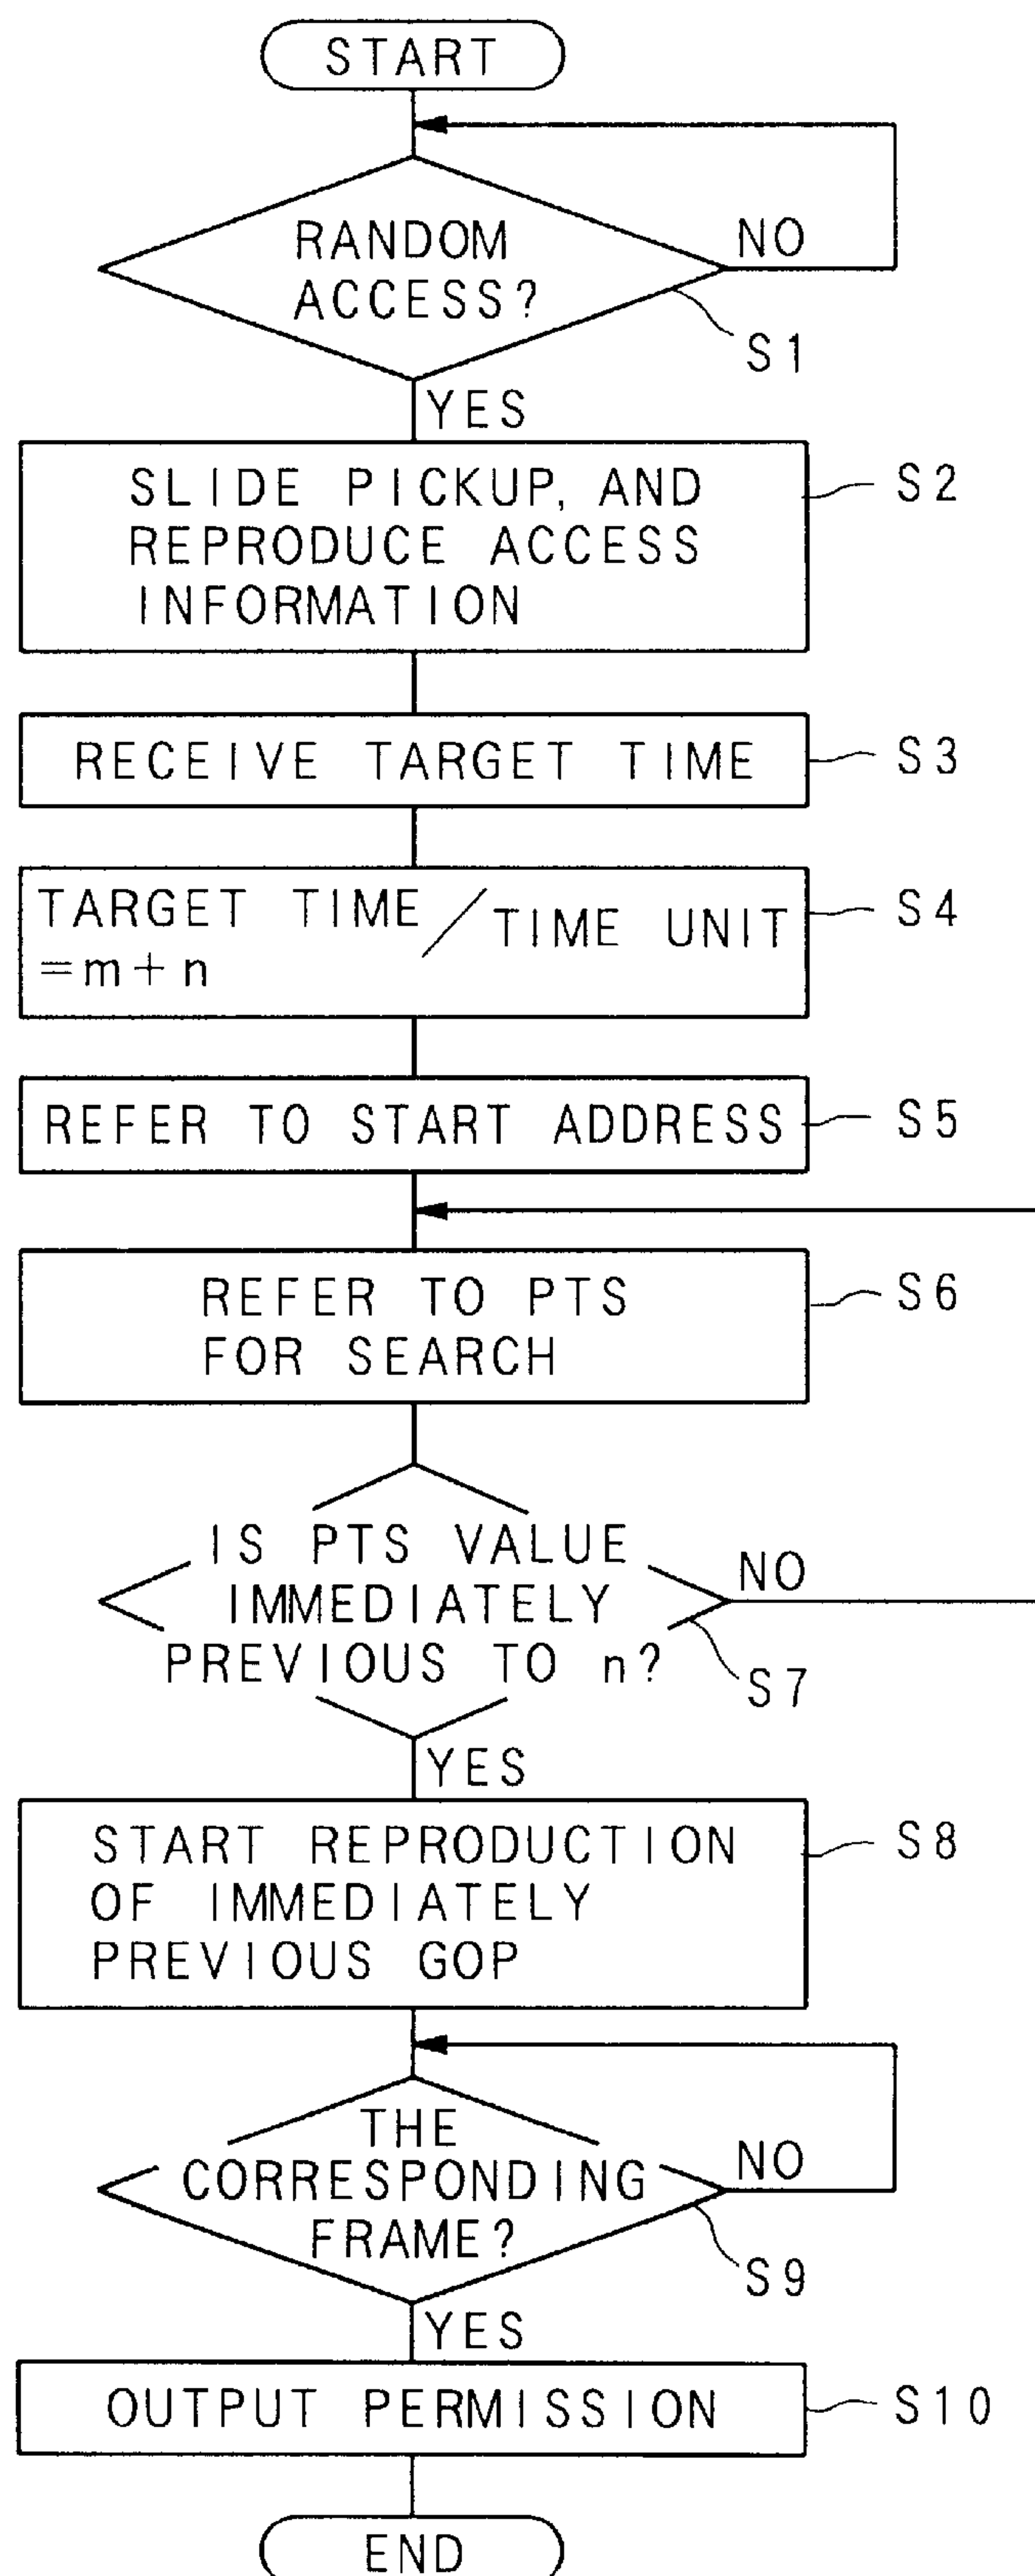 START
RANDOM
ACCESS?
NO
S1
YES
SLIDE PICKUP, AND
REPRODUCE ACCESS
INFORMATION
S2
RECEIVE TARGET TIME
S3
TARGET TIME / TIME UNIT
=m+n
S4
REFER TO START ADDRESS
S5
REFER TO PTS
FOR SEARCH
S6
IS PTS VALUE
IMMEDIATELY
PREVIOUS TO n?
NO
S7
YES
START REPRODUCTION
OF IMMEDIATELY
PREVIOUS GOP
S8
THE
CORRESPONDING
FRAME?
NO
S9
YES
OUTPUT PERMISSION
S10
END